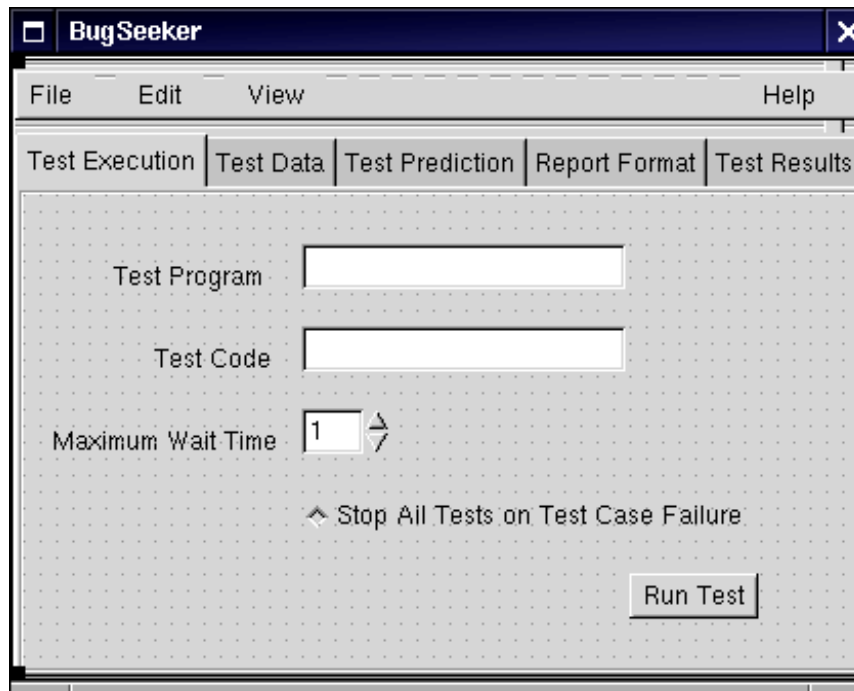 BugSeeker
File Edit View Help
Test Execution Test Data Test Prediction Report Format Test Results
Test Program
Test Code
Maximum Wait Time 1
Stop All Tests on Test Case Failure
Run Test